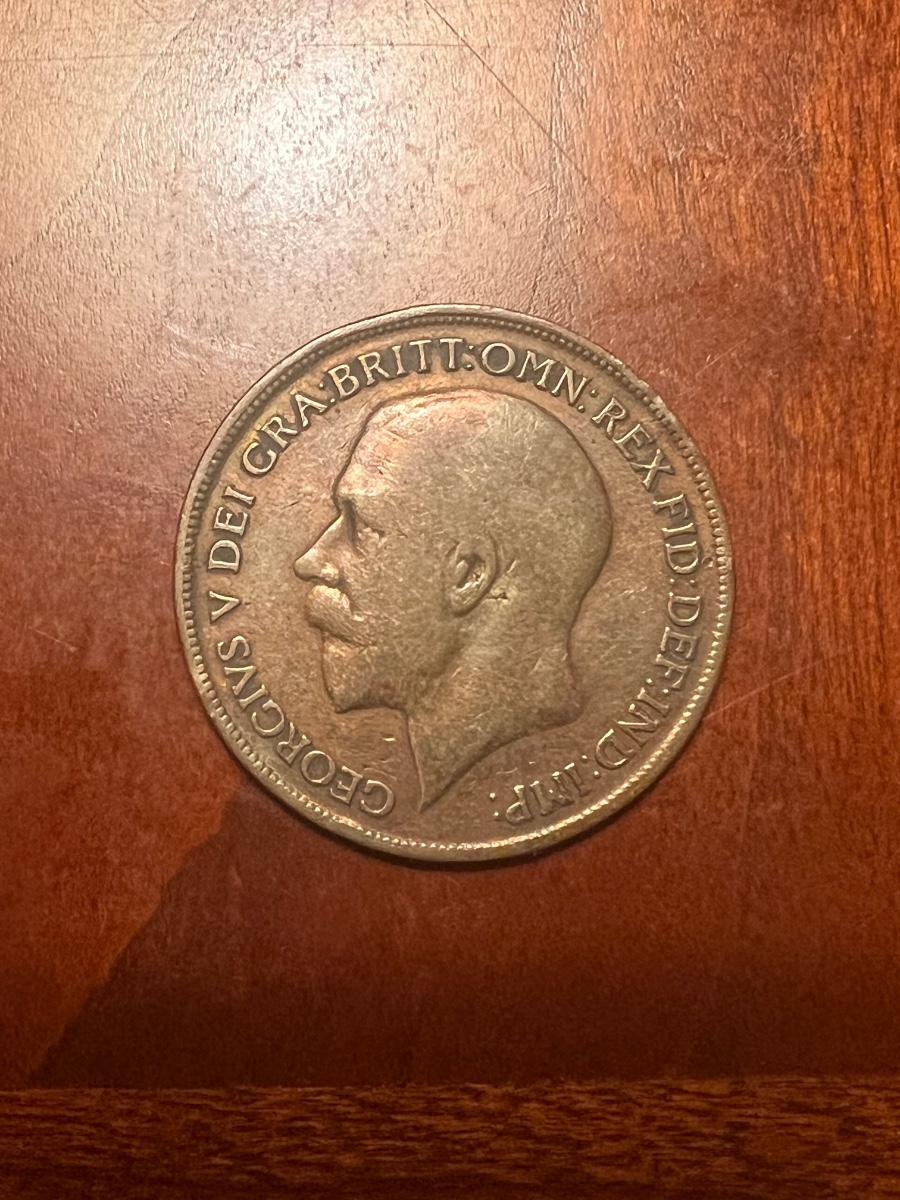 GEORGIVS V DEI GRA: BRITT: OMN: REX FID: DEF: IND: IMP: